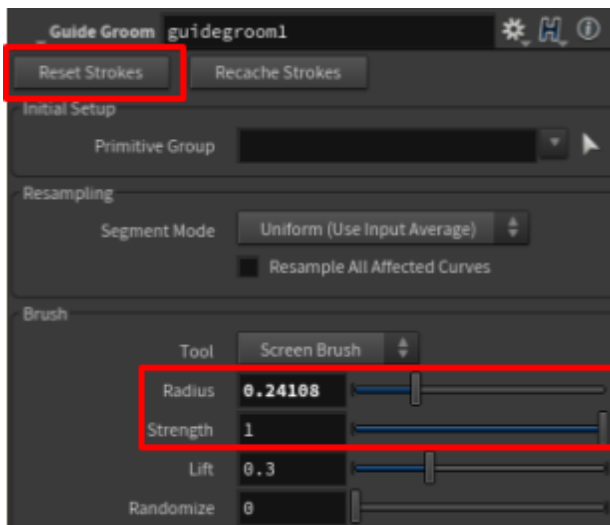 Guide Groom guidegroom1
Reset Strokes Recache Strokes
Initial Setup
Primitive Group
Resampling
Segment Mode Uniform (Use Input Average)
Resample All Affected Curves
Brush
Tool Screen Brush
Radius 0.24108
Strength 1
Lift 0.3
Randomize 0